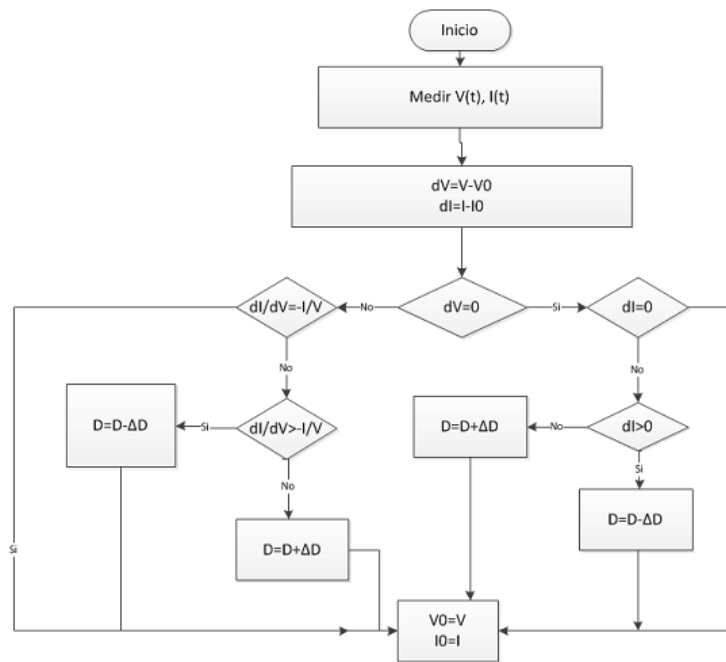 Inicio
Medir V(t), I(t)
dV=V-V0
dI=I-I0
dI/dV=-I/V
No
dV=0
Si
dI=0
No
No
D=D-ΔD
Si
dI/dV>-I/V
D=D+ΔD
No
dI>0
No
Si
D=D+ΔD
D=D-ΔD
Si
V0=V
I0=I